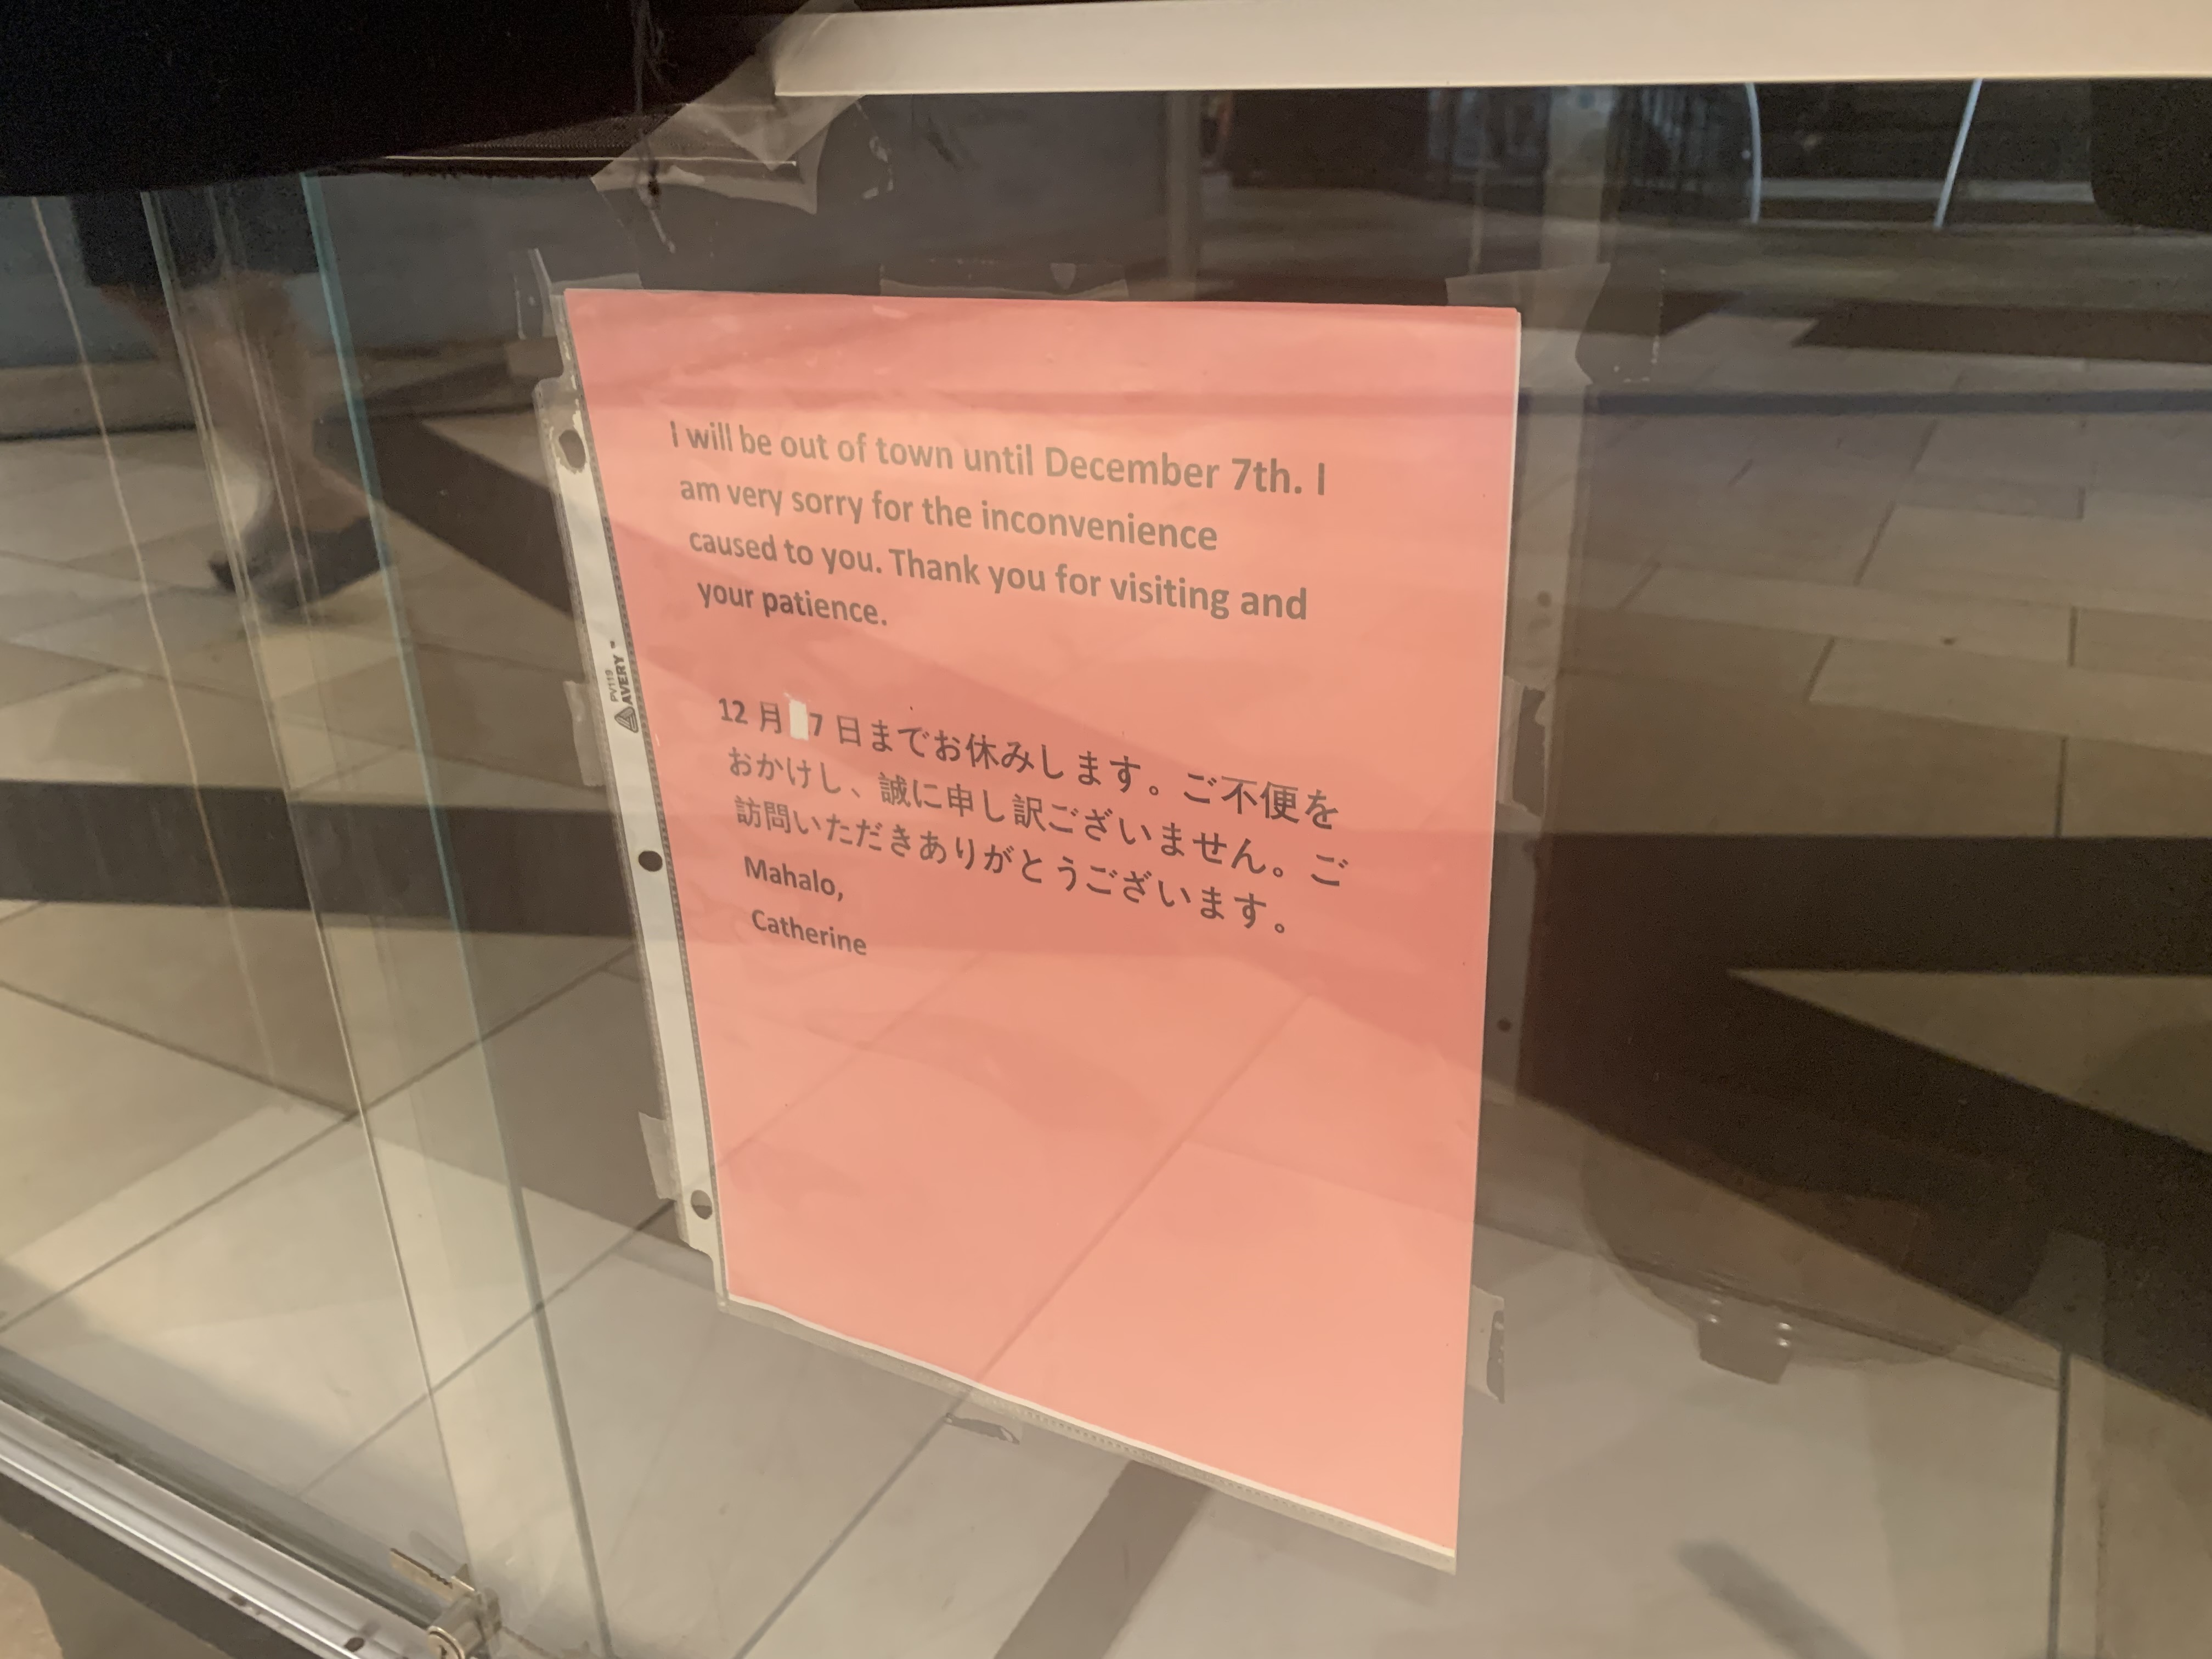 I will be out of town until December 7th. I
am very sorry for the inconvenience
caused to you. Thank you for visiting and
your patience.
12 月 7 日までお休みします。ご不便を
おかけし、誠に申し訳ございません。ご
訪問いただきありがとうございます。
Mahalo,
Catherine
PV119
AVERY™